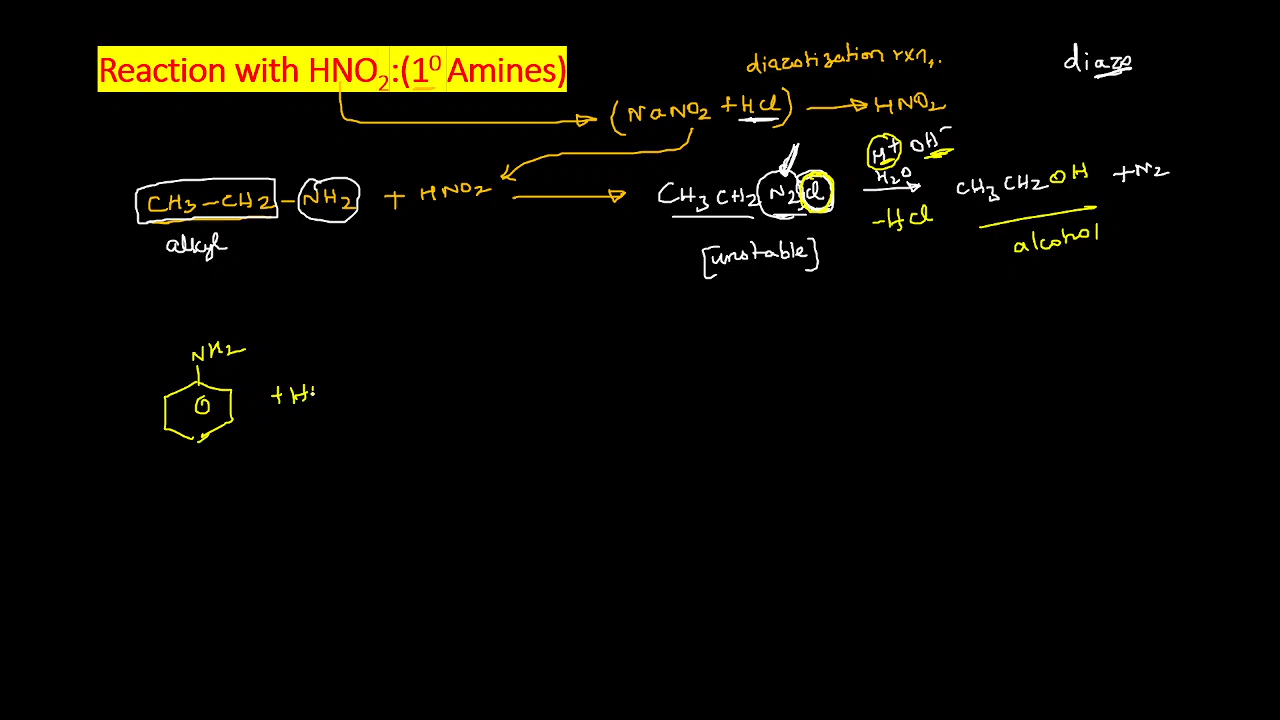 Reaction with HNO2:(1⁰ Amines)
diazotization rxn.
diazo
(NaNO2 + HCl) → HNO2
CH3-CH2-NH2 + HNO2 → CH3CH2N2Cl
H+ OH-
H2O
-HCl
CH3CH2OH + N2
alkyl
[unstable]
alcohol
NH2
+ H